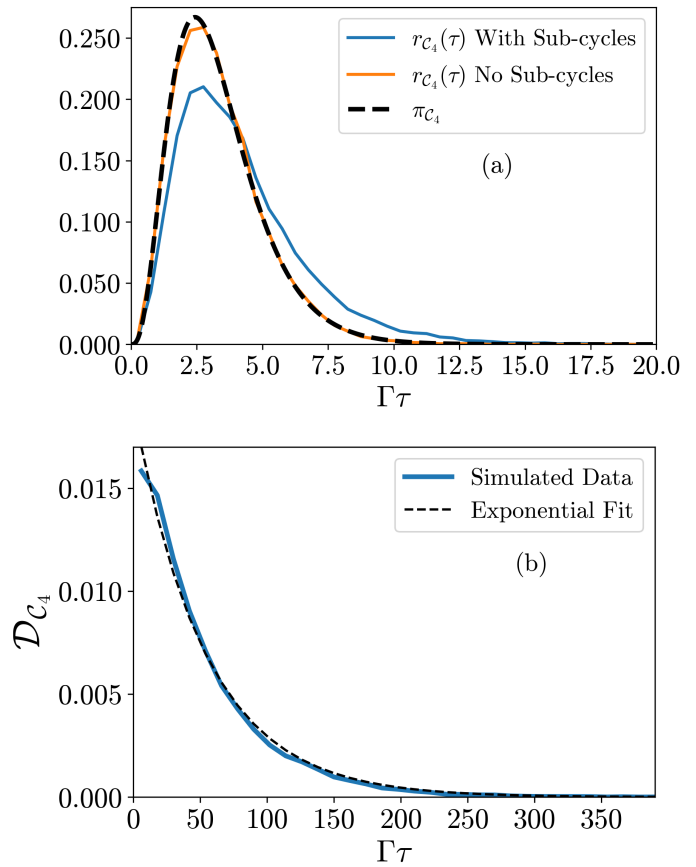 0.250
0.200
0.150
0.100
0.050
0.000
r_{𝒞_4}(τ) With Sub-cycles
r_{𝒞_4}(τ) No Sub-cycles
π_{𝒞_4}
(a)
0.0 2.5 5.0 7.5 10.0 12.5 15.0 17.5 20.0
Γτ
0.015
0.010
0.005
0.000
𝒟_{𝒞_4}
Simulated Data
Exponential Fit
(b)
0 50 100 150 200 250 300 350
Γτ